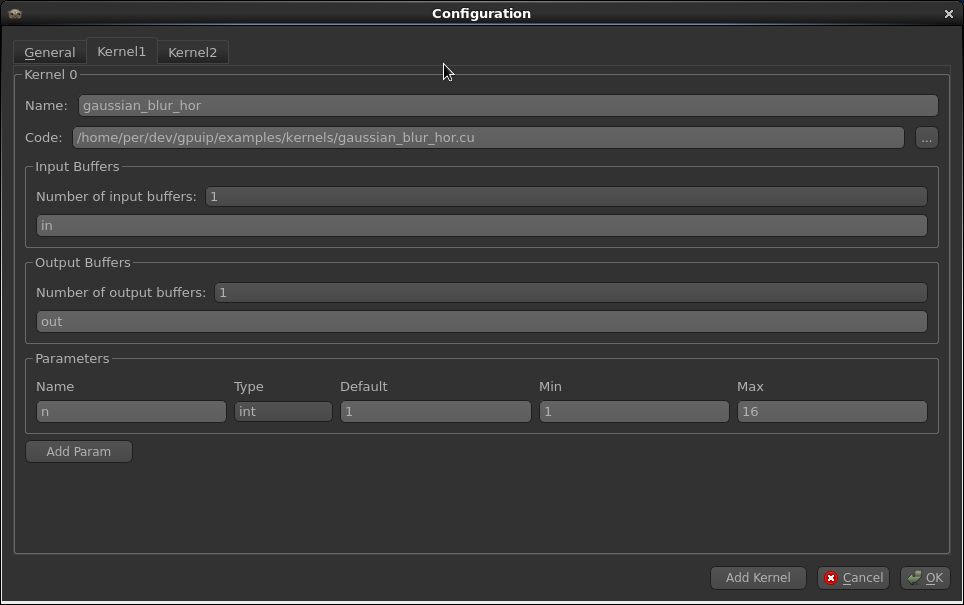 Configuration
General Kernel1 Kernel2
Kernel 0
Name: gaussian_blur_hor
Code: /home/per/dev/gpuip/examples/kernels/gaussian_blur_hor.cu ...
Input Buffers
Number of input buffers: 1
in
Output Buffers
Number of output buffers: 1
out
Parameters
Name Type Default Min Max
n int 1 1 16
Add Param
Add Kernel Cancel OK